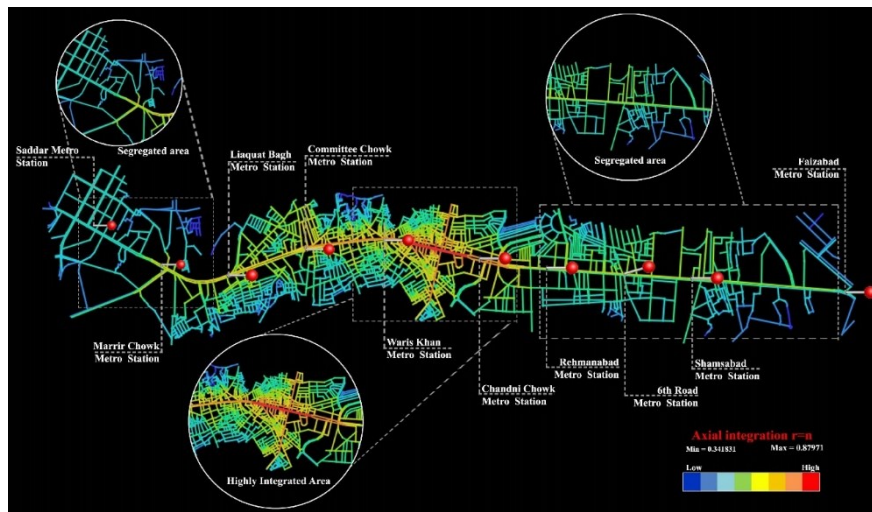 Segregated area
Segregated area
Saddar Metro
Station
Liaquat Bagh
Metro Station
Committee Chowk
Metro Station
Faizabad
Metro Station
Marrir Chowk
Metro Station
Waris Khan
Metro Station
Chandni Chowk
Metro Station
Rehmanabad
Metro Station
6th Road
Metro Station
Shamsabad
Metro Station
Highly Integrated Area
Axial integration r=n
Min = 0.341831 Max = 0.87971
Low High